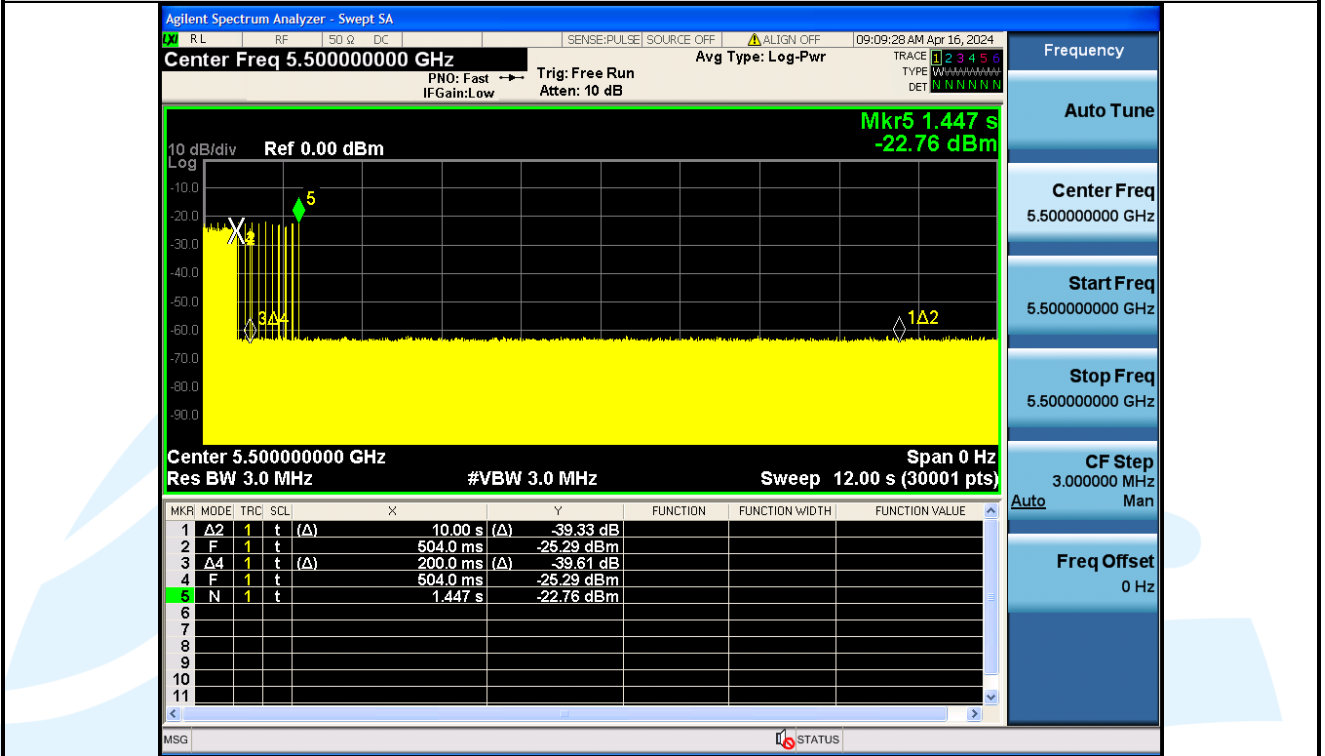 Agilent Spectrum Analyzer - Swept SA
LXI RL RF 50 Ω DC SENSE:PULSE SOURCE OFF ALIGN OFF 09:09:28 AM Apr 16, 2024
Center Freq 5.500000000 GHz
PNO: Fast
IFGain:Low
Trig: Free Run
Atten: 10 dB
Avg Type: Log-Pwr
TRACE 1 2 3 4 5 6
TYPE W
DET N N N N N N
Mkr5 1.447 s
-22.76 dBm
10 dB/div Ref 0.00 dBm
Log
-10.0
-20.0
-30.0
-40.0
-50.0
-60.0
-70.0
-80.0
-90.0
5
2
3Δ4
1Δ2
Center 5.500000000 GHz Span 0 Hz
Res BW 3.0 MHz #VBW 3.0 MHz Sweep 12.00 s (30001 pts)
MKR MODE TRC SCL X Y FUNCTION FUNCTION WIDTH FUNCTION VALUE
1 Δ2 1 t (Δ) 10.00 s (Δ) -39.33 dB
2 F 1 t 504.0 ms -25.29 dBm
3 Δ4 1 t (Δ) 200.0 ms (Δ) -39.61 dB
4 F 1 t 504.0 ms -25.29 dBm
5 N 1 t 1.447 s -22.76 dBm
6
7
8
9
10
11
MSG STATUS
Frequency
Auto Tune
Center Freq
5.500000000 GHz
Start Freq
5.500000000 GHz
Stop Freq
5.500000000 GHz
CF Step
3.000000 MHz
Auto Man
Freq Offset
0 Hz